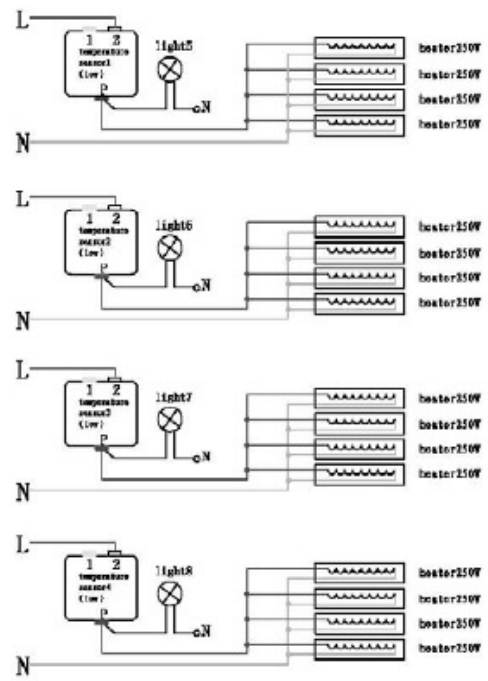 L
1 2
temperature
sensor1
(low)
P
light5
N
N
heater250W
heater250W
heater250W
heater250W
L
1 2
temperature
sensor2
(low)
P
light6
N
N
heater250W
heater250W
heater250W
heater250W
L
1 2
temperature
sensor3
(low)
P
light7
N
N
heater250W
heater250W
heater250W
heater250W
L
1 2
temperature
sensor4
(low)
P
light8
N
N
heater250W
heater250W
heater250W
heater250W